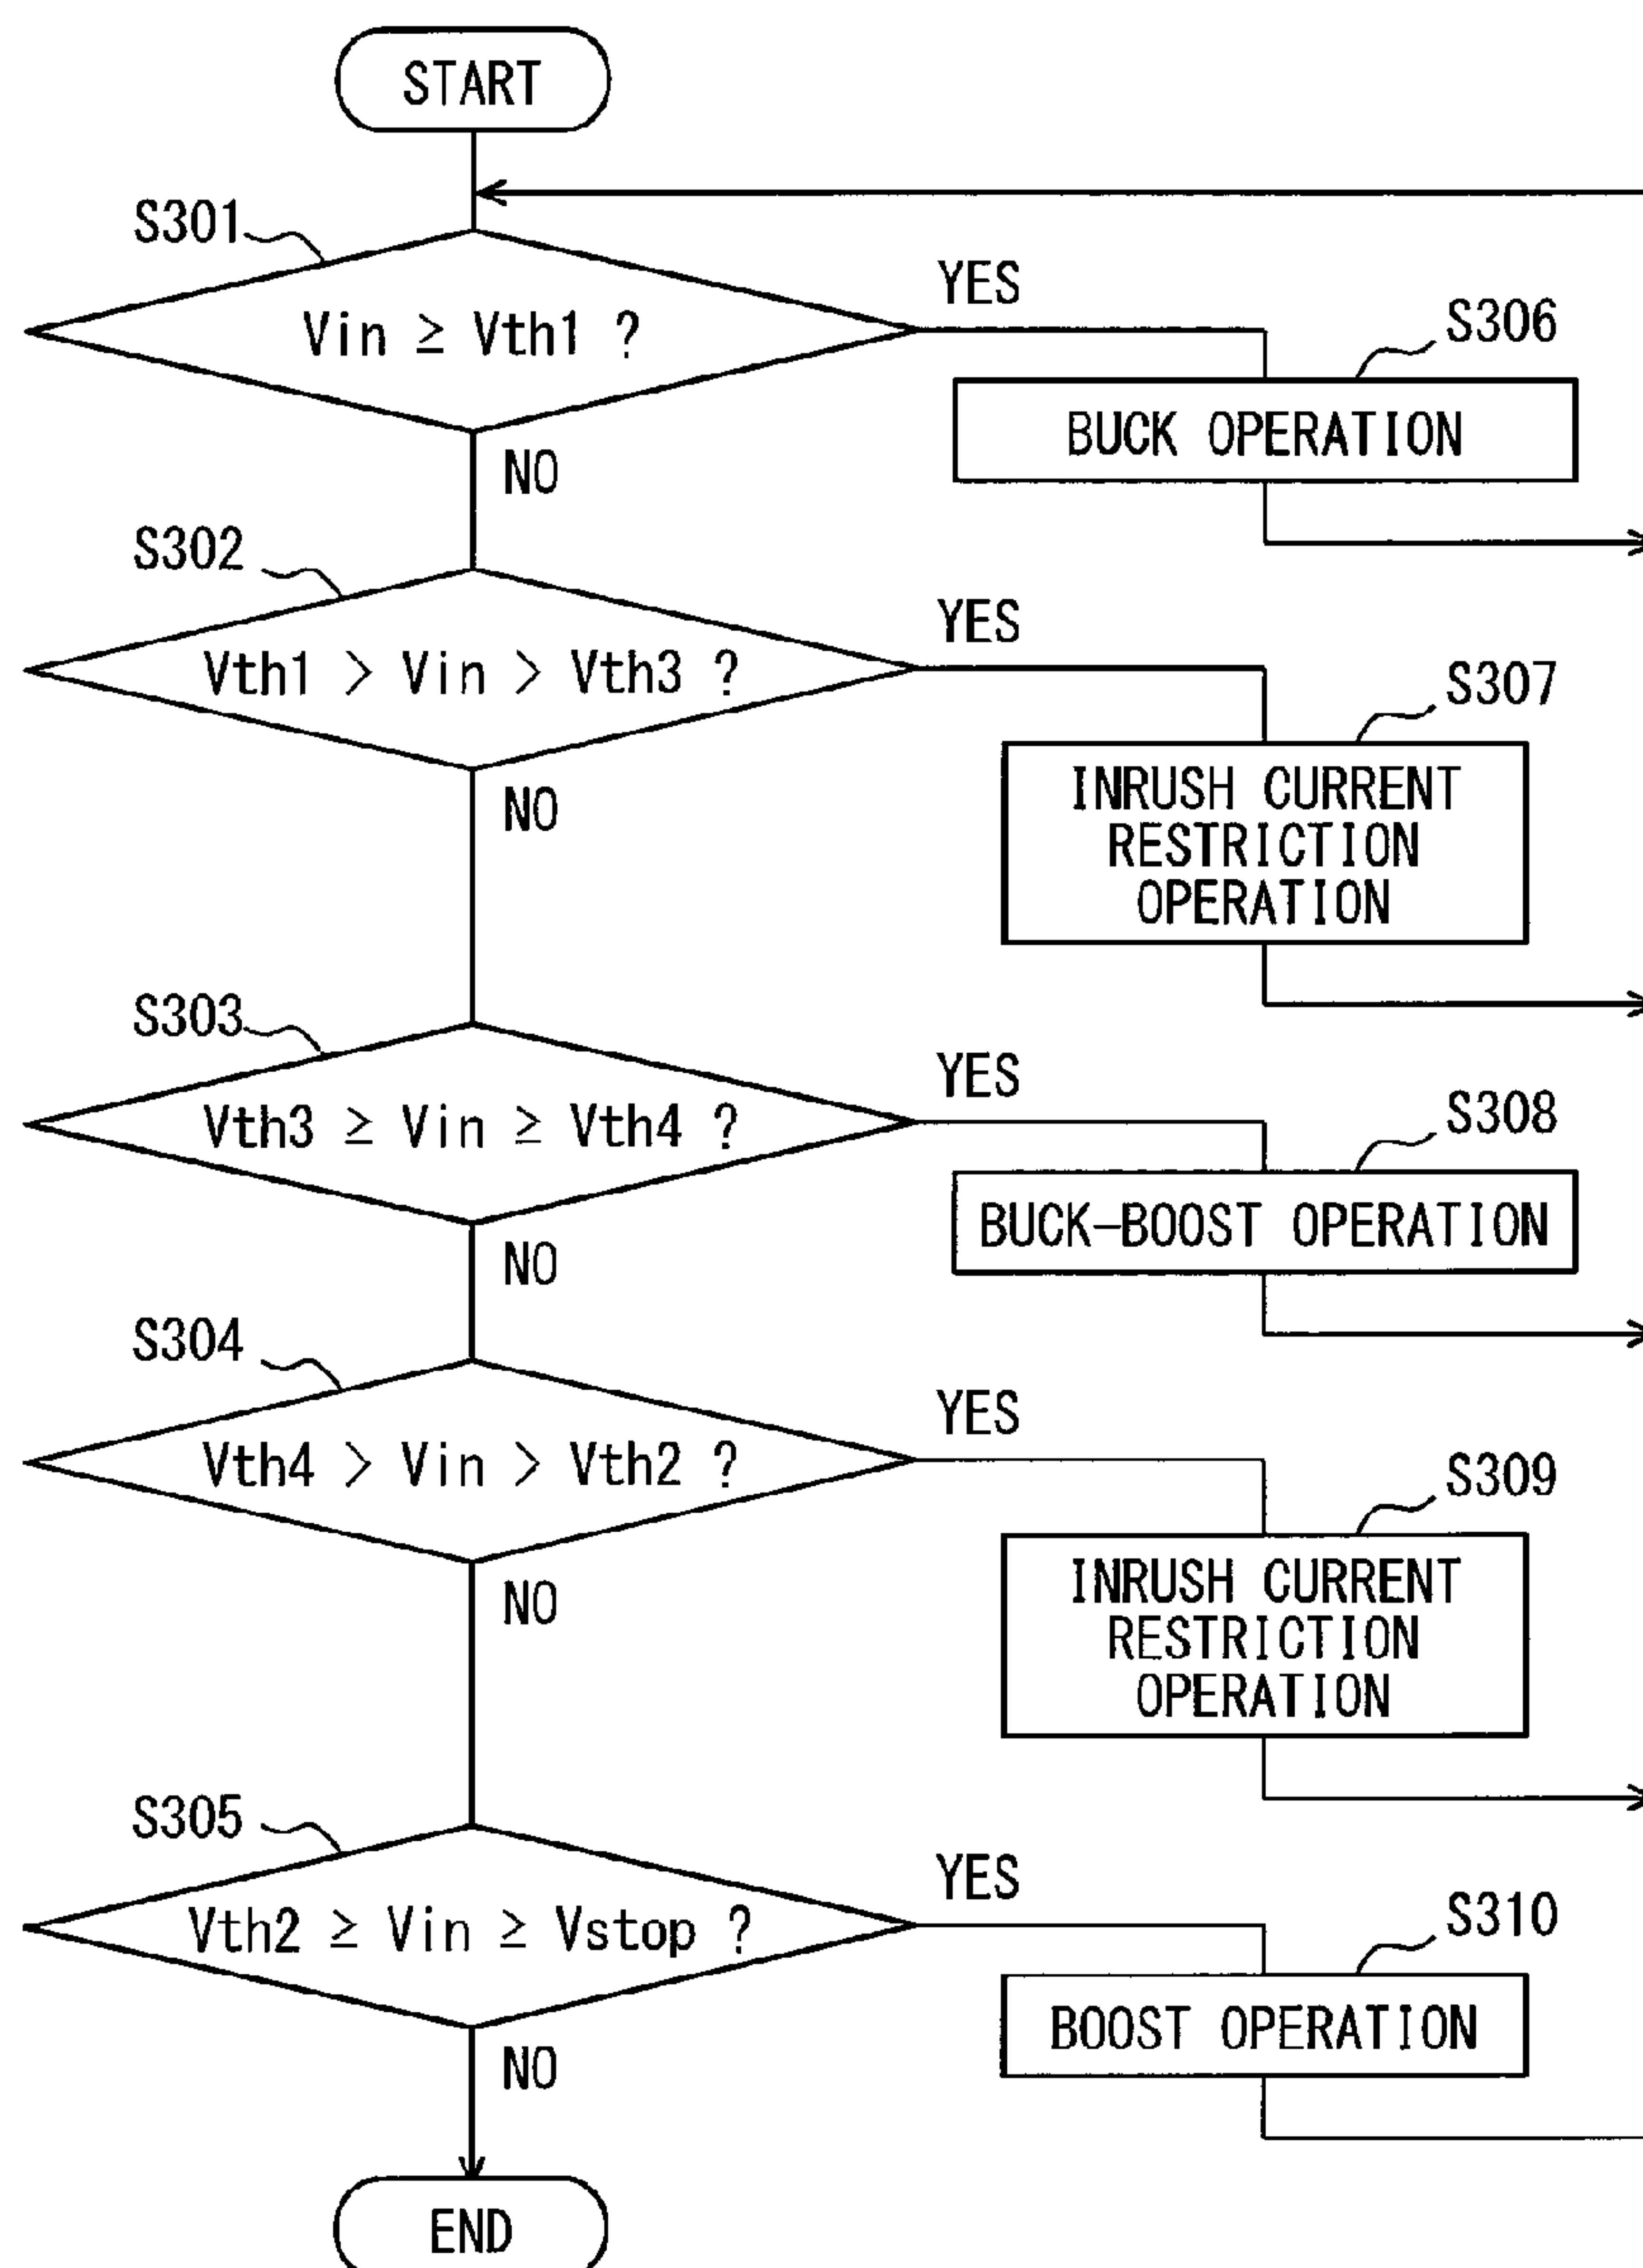 START
S301
Vin ≥ Vth1 ?
YES
S306
BUCK OPERATION
NO
S302
Vth1 > Vin > Vth3 ?
YES
S307
INRUSH CURRENT
RESTRICTION
OPERATION
NO
S303
Vth3 ≥ Vin ≥ Vth4 ?
YES
S308
BUCK-BOOST OPERATION
NO
S304
Vth4 > Vin > Vth2 ?
YES
S309
INRUSH CURRENT
RESTRICTION
OPERATION
NO
S305
Vth2 ≥ Vin ≥ Vstop ?
YES
S310
BOOST OPERATION
NO
END